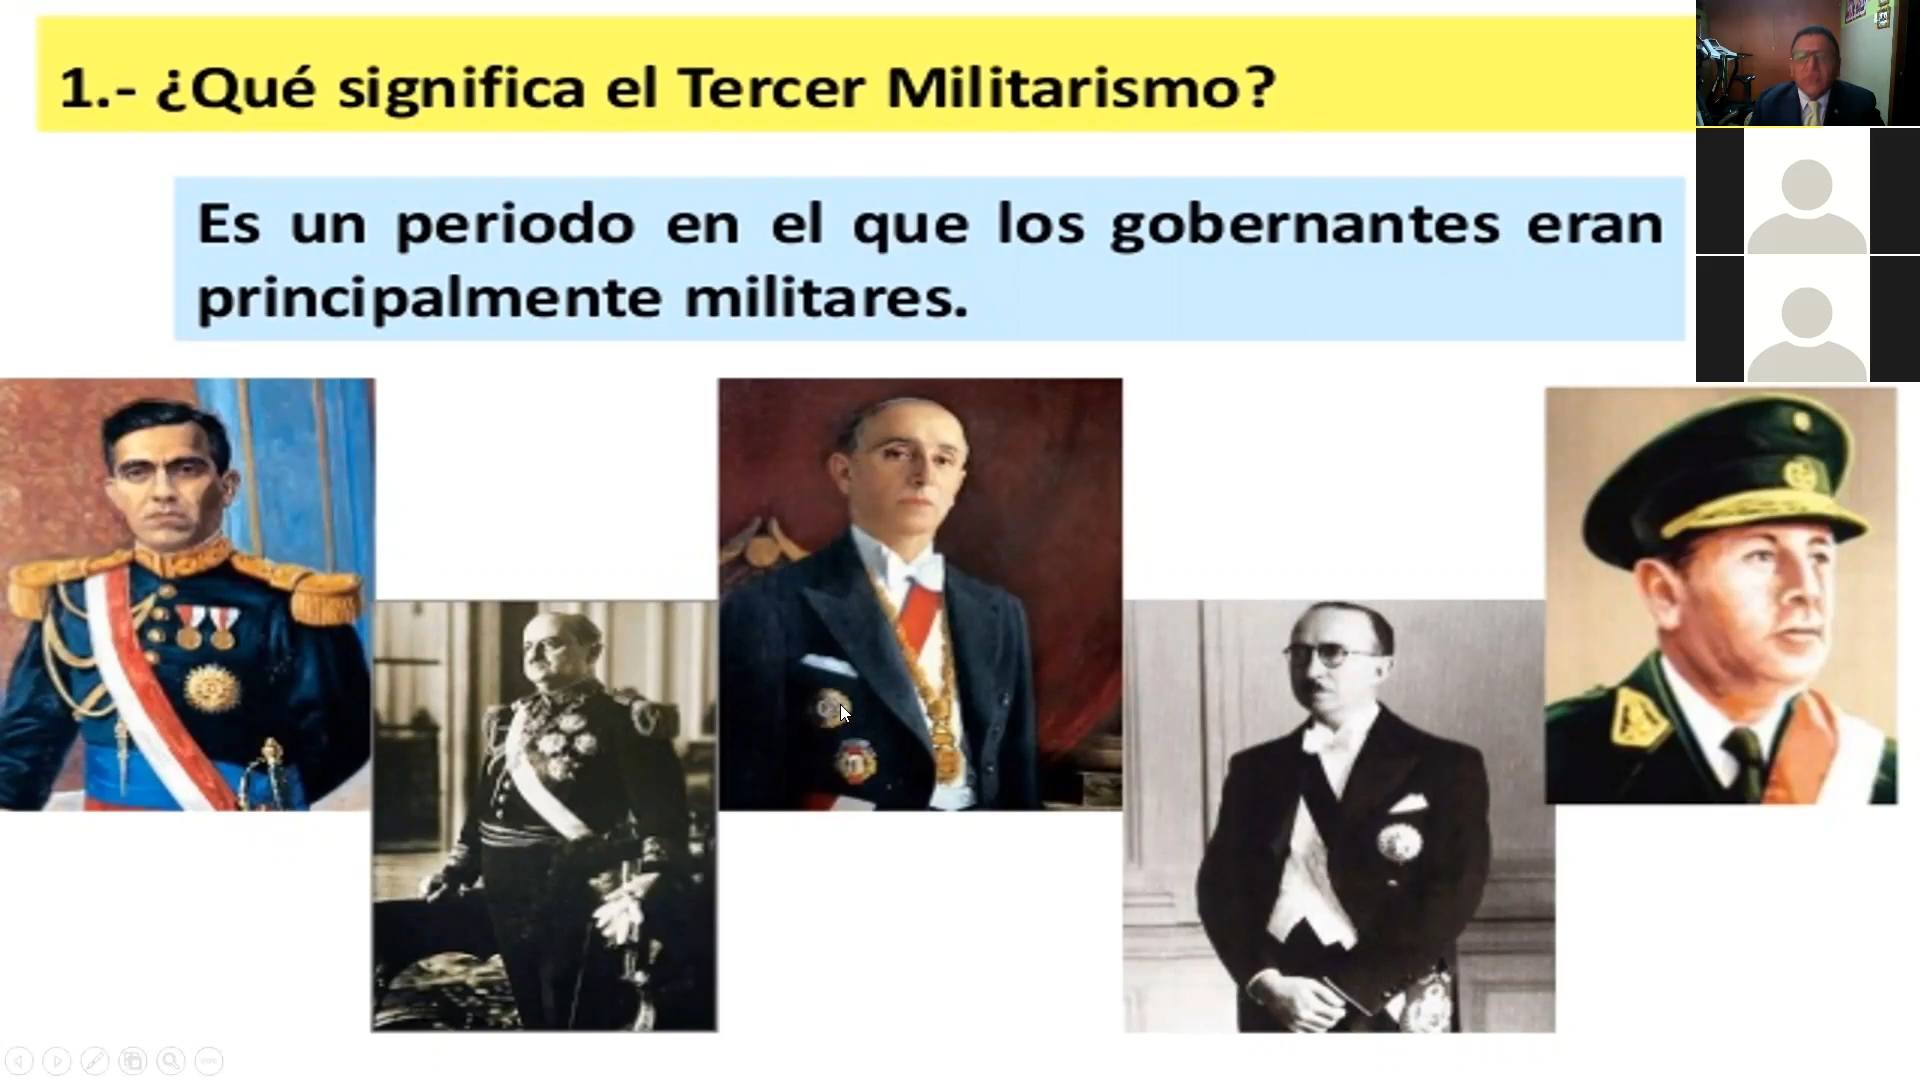 1.- ¿Qué significa el Tercer Militarismo?
Es un periodo en el que los gobernantes eran
principalmente militares.